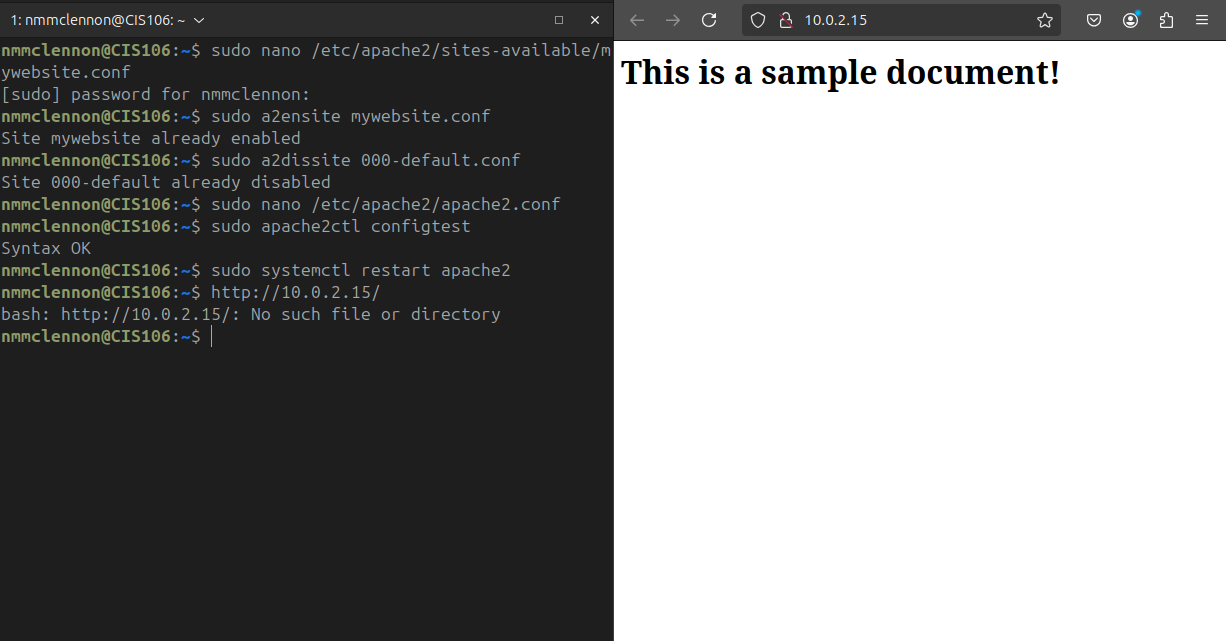 1: nmmclennon@CIS106: ~
nmmclennon@CIS106:~$ sudo nano /etc/apache2/sites-available/m
ywebsite.conf
[sudo] password for nmmclennon:
nmmclennon@CIS106:~$ sudo a2ensite mywebsite.conf
Site mywebsite already enabled
nmmclennon@CIS106:~$ sudo a2dissite 000-default.conf
Site 000-default already disabled
nmmclennon@CIS106:~$ sudo nano /etc/apache2/apache2.conf
nmmclennon@CIS106:~$ sudo apache2ctl configtest
Syntax OK
nmmclennon@CIS106:~$ sudo systemctl restart apache2
nmmclennon@CIS106:~$ http://10.0.2.15/
bash: http://10.0.2.15/: No such file or directory
nmmclennon@CIS106:~$
10.0.2.15
This is a sample document!